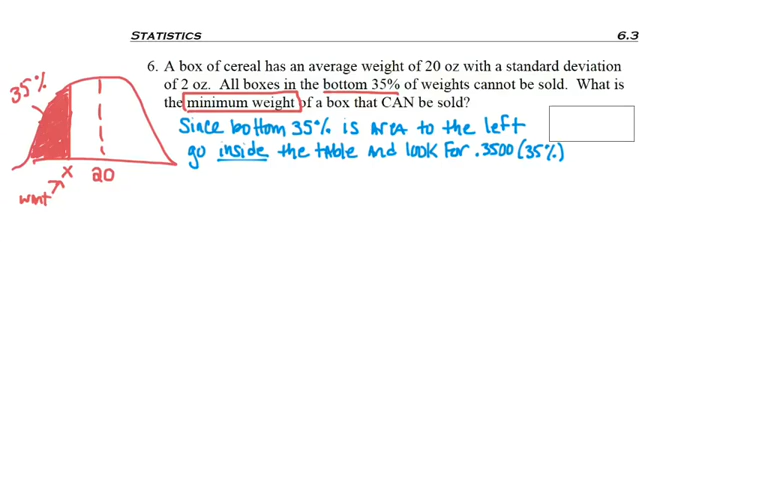 STATISTICS 6.3
6. A box of cereal has an average weight of 20 oz with a standard deviation
of 2 oz. All boxes in the bottom 35% of weights cannot be sold. What is
the minimum weight of a box that CAN be sold?
35%
Since bottom 35% is AreA to the left
go inside the table and look for .3500 (35%)
x 20
want